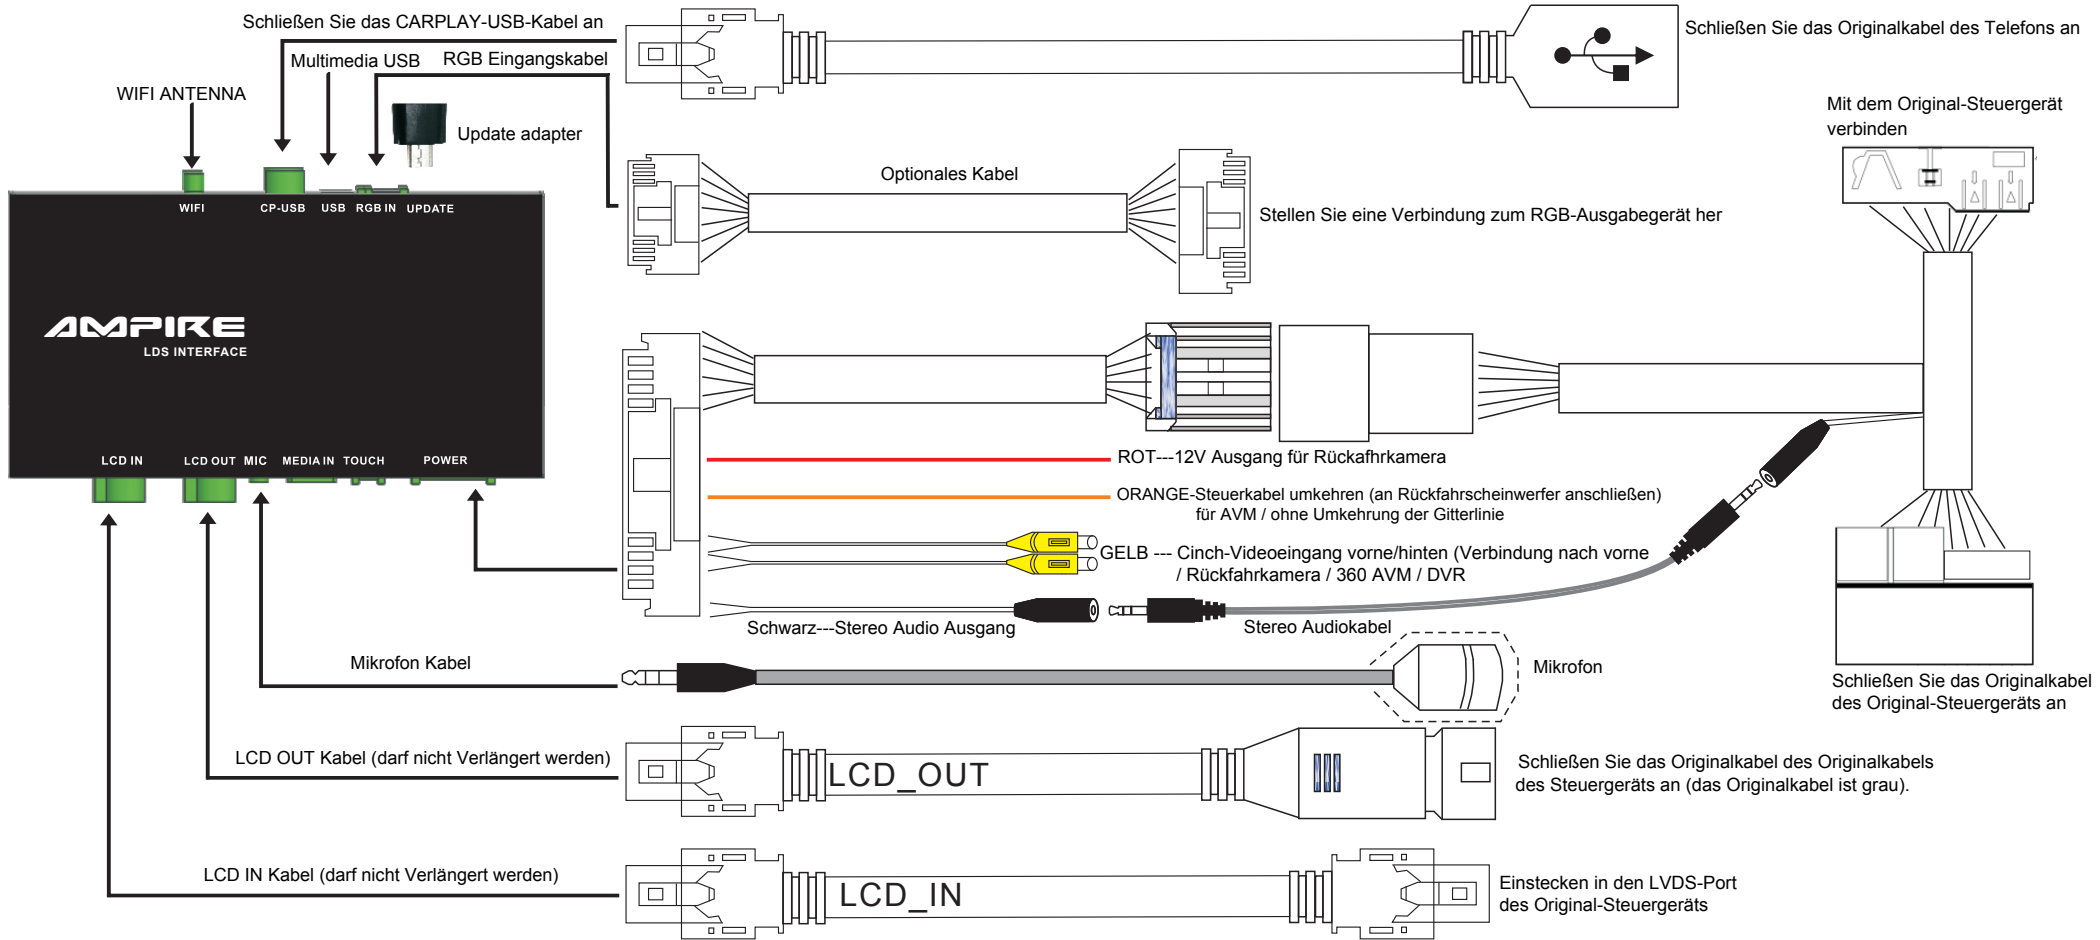 Schließen Sie das CARPLAY-USB-Kabel an
Schließen Sie das Originalkabel des Telefons an
Multimedia USB
RGB Eingangskabel
WIFI ANTENNA
Update adapter
Mit dem Original-Steuergerät
verbinden
Optionales Kabel
Stellen Sie eine Verbindung zum RGB-Ausgabegerät her
WIFI
CP-USB
USB
RGB IN
UPDATE
AMPIRE
LDS INTERFACE
LCD IN
LCD OUT
MIC
MEDIA IN
TOUCH
POWER
ROT---12V Ausgang für Rückafhrkamera
ORANGE-Steuerkabel umkehren (an Rückfahrscheinwerfer anschließen)
für AVM / ohne Umkehrung der Gitterlinie
GELB --- Cinch-Videoeingang vorne/hinten (Verbindung nach vorne
/ Rückfahrkamera / 360 AVM / DVR
Schwarz---Stereo Audio Ausgang
Stereo Audiokabel
Mikrofon Kabel
Mikrofon
Schließen Sie das Originalkabel
des Original-Steuergeräts an
LCD OUT Kabel (darf nicht Verlängert werden)
LCD_OUT
Schließen Sie das Originalkabel des Originalkabels
des Steuergeräts an (das Originalkabel ist grau).
LCD IN Kabel (darf nicht Verlängert werden)
LCD_IN
Einstecken in den LVDS-Port
des Original-Steuergeräts